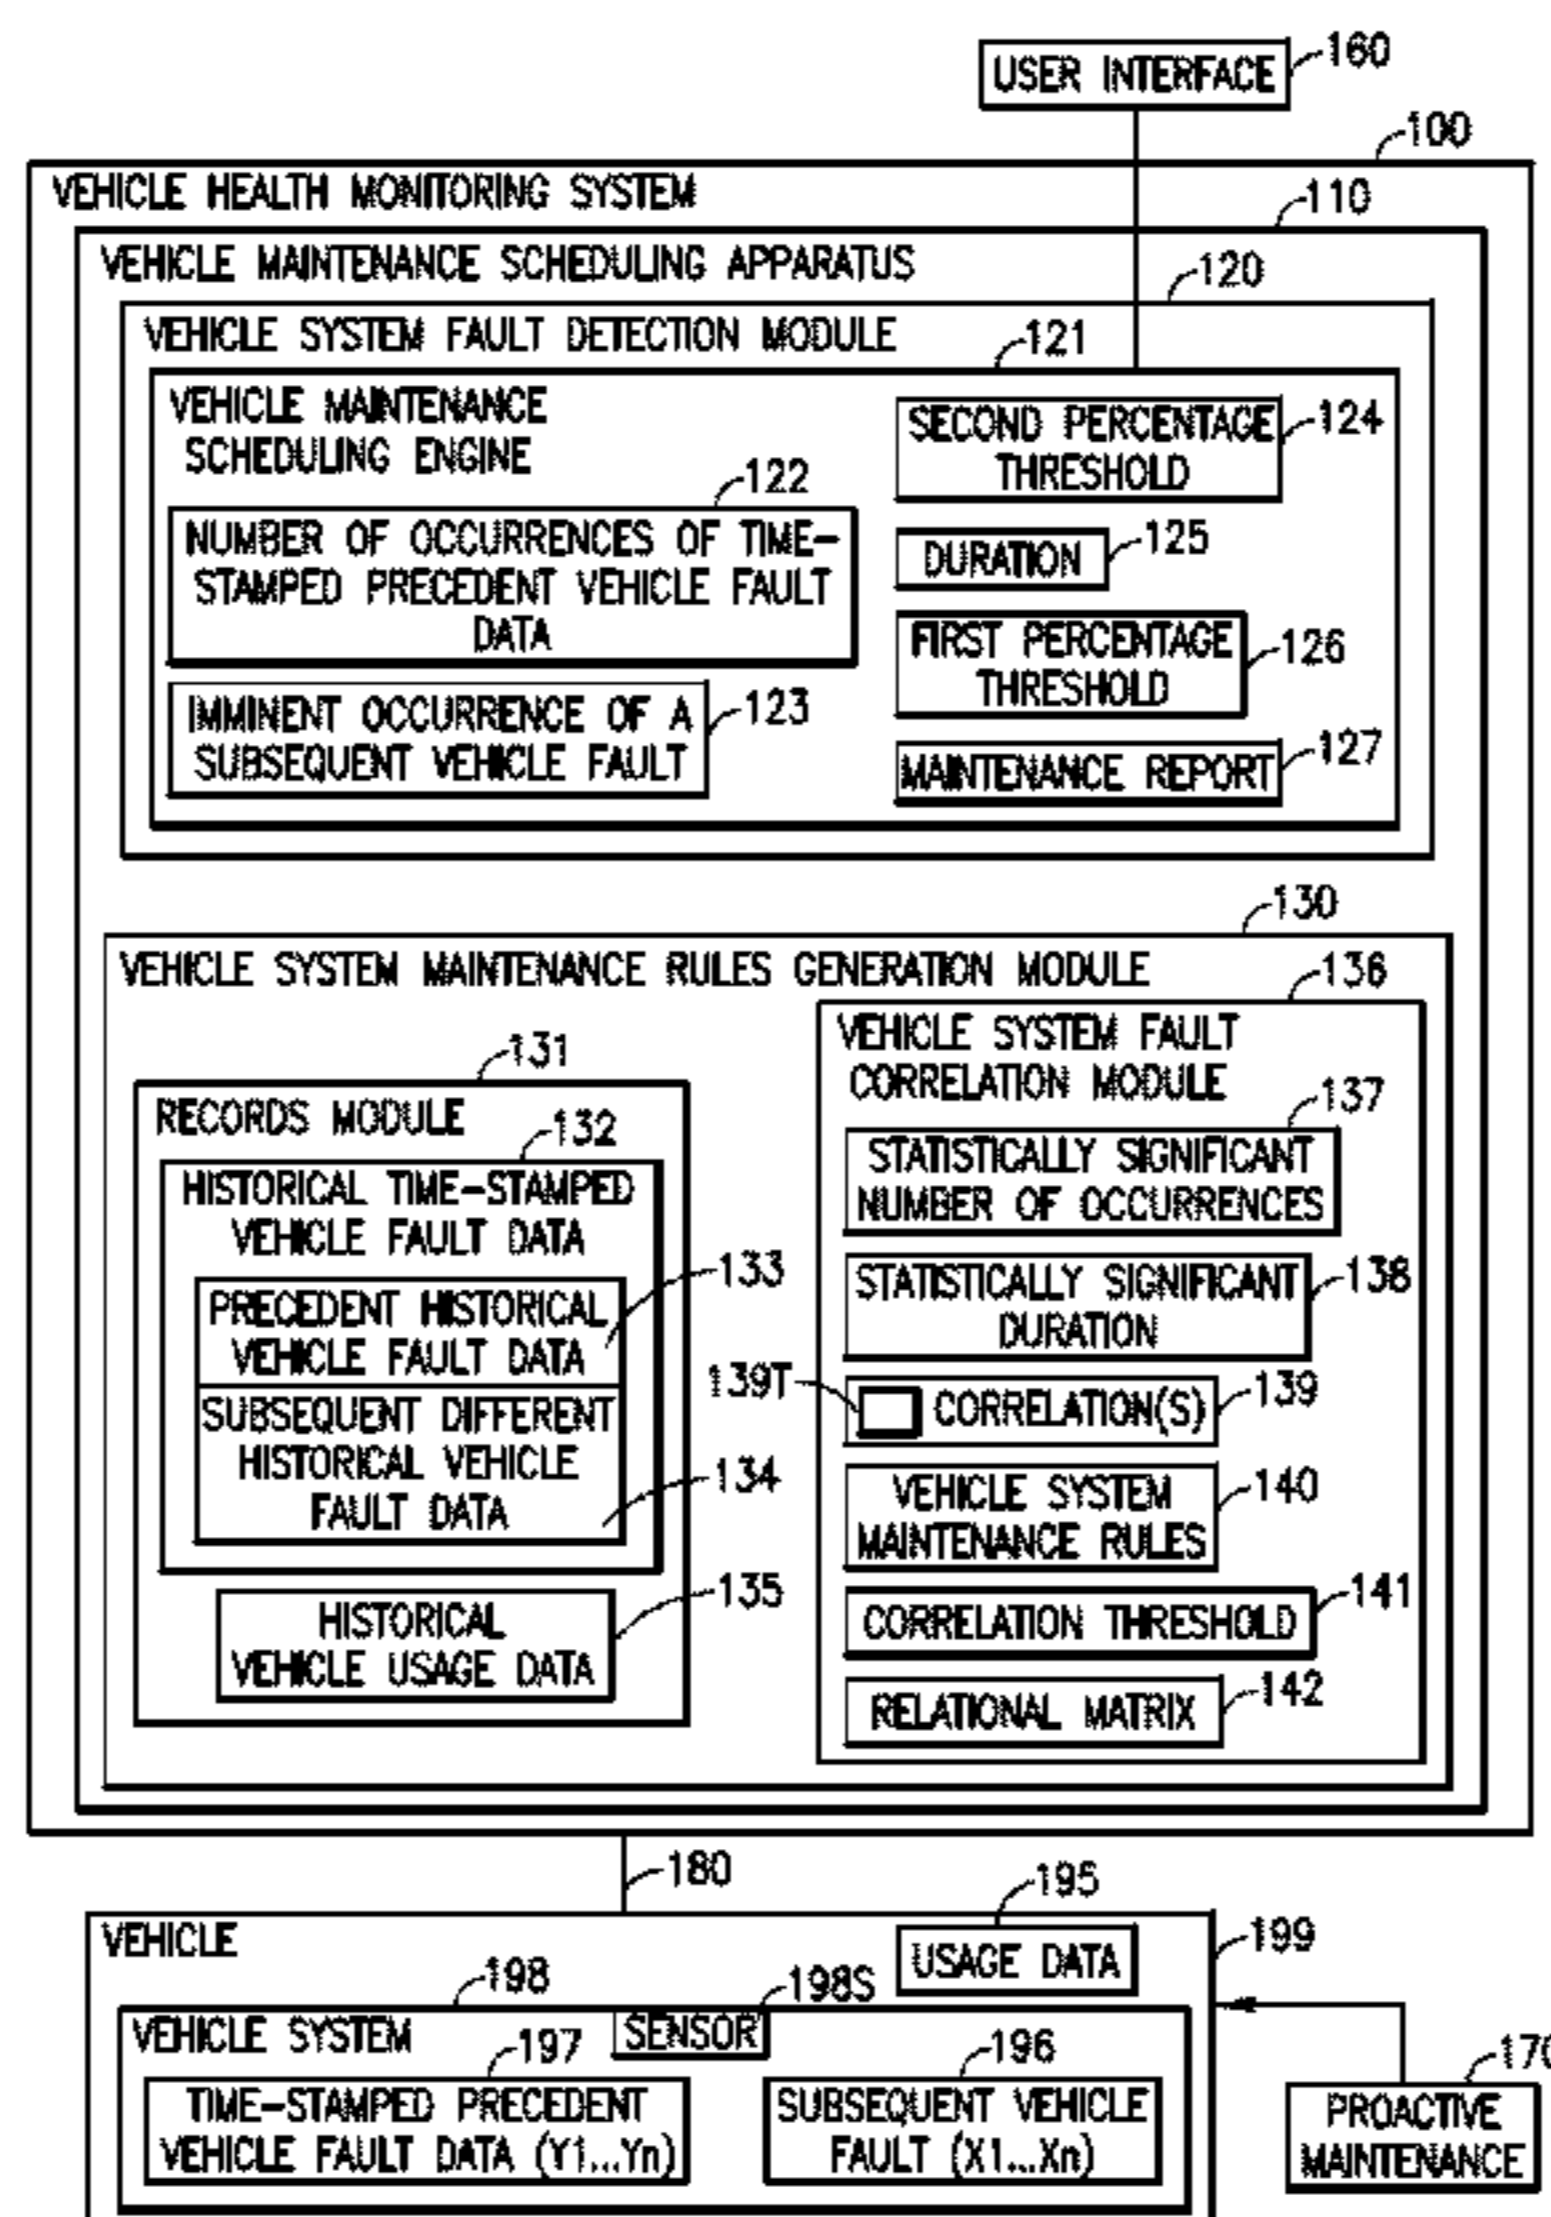 USER INTERFACE
160
100
VEHICLE HEALTH MONITORING SYSTEM
110
VEHICLE MAINTENANCE SCHEDULING APPARATUS
120
VEHICLE SYSTEM FAULT DETECTION MODULE
121
VEHICLE MAINTENANCE
SCHEDULING ENGINE
122
NUMBER OF OCCURRENCES OF TIME-
STAMPED PRECEDENT VEHICLE FAULT
DATA
IMMINENT OCCURRENCE OF A
SUBSEQUENT VEHICLE FAULT
123
SECOND PERCENTAGE
THRESHOLD
124
DURATION
125
FIRST PERCENTAGE
THRESHOLD
126
MAINTENANCE REPORT
127
130
VEHICLE SYSTEM MAINTENANCE RULES GENERATION MODULE
131
RECORDS MODULE
132
HISTORICAL TIME-STAMPED
VEHICLE FAULT DATA
PRECEDENT HISTORICAL
VEHICLE FAULT DATA
133
SUBSEQUENT DIFFERENT
HISTORICAL VEHICLE
FAULT DATA
134
HISTORICAL
VEHICLE USAGE DATA
135
136
VEHICLE SYSTEM FAULT
CORRELATION MODULE
137
STATISTICALLY SIGNIFICANT
NUMBER OF OCCURRENCES
STATISTICALLY SIGNIFICANT
DURATION
138
139T
CORRELATION(S)
139
VEHICLE SYSTEM
MAINTENANCE RULES
140
CORRELATION THRESHOLD
141
RELATIONAL MATRIX
142
180
VEHICLE
195
USAGE DATA
199
198
VEHICLE SYSTEM
SENSOR
198S
197
TIME-STAMPED PRECEDENT
VEHICLE FAULT DATA (Y1...Yn)
196
SUBSEQUENT VEHICLE
FAULT (X1...Xn)
170
PROACTIVE
MAINTENANCE